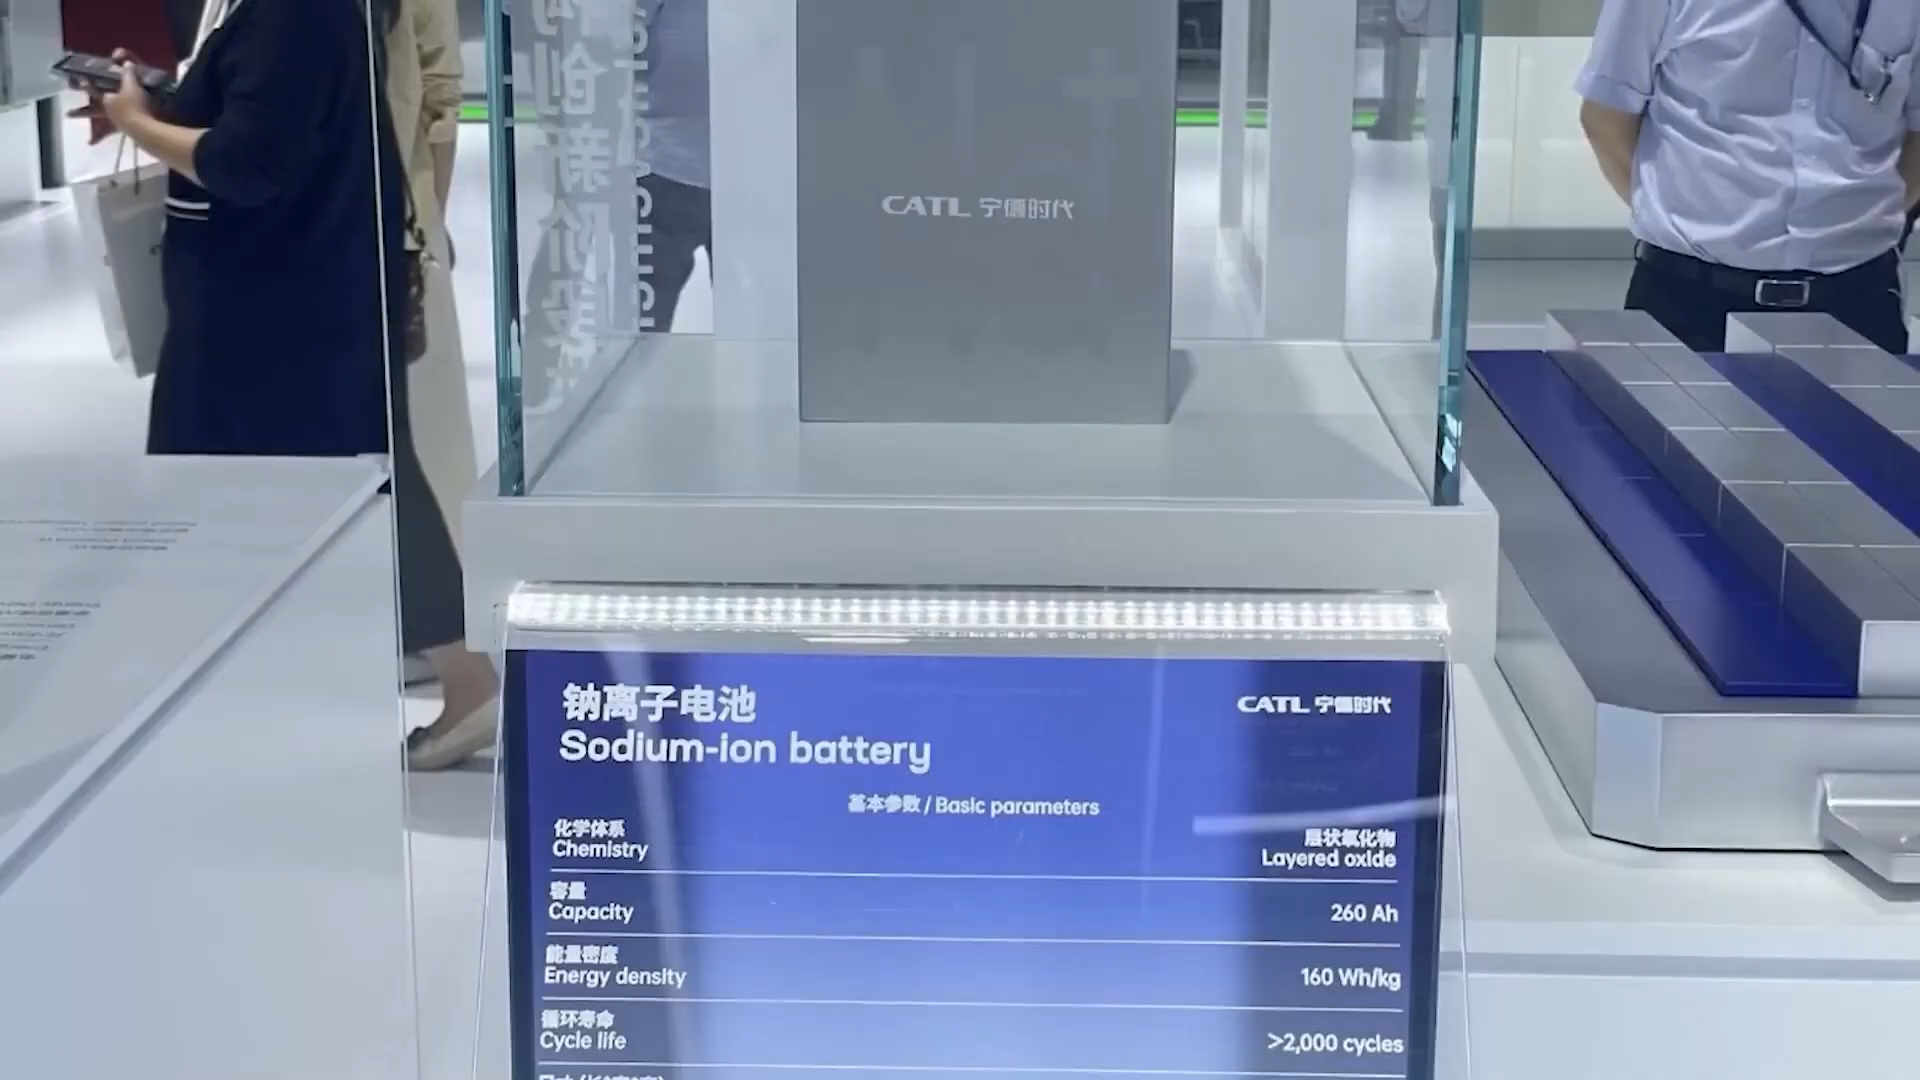 CATL 宁德时代
钠离子电池
Sodium-ion battery
CATL 宁德时代
基本参数 / Basic parameters
化学体系
Chemistry
层状氧化物
Layered oxide
容量
Capacity
260 Ah
能量密度
Energy density
160 Wh/kg
循环寿命
Cycle life
>2,000 cycles